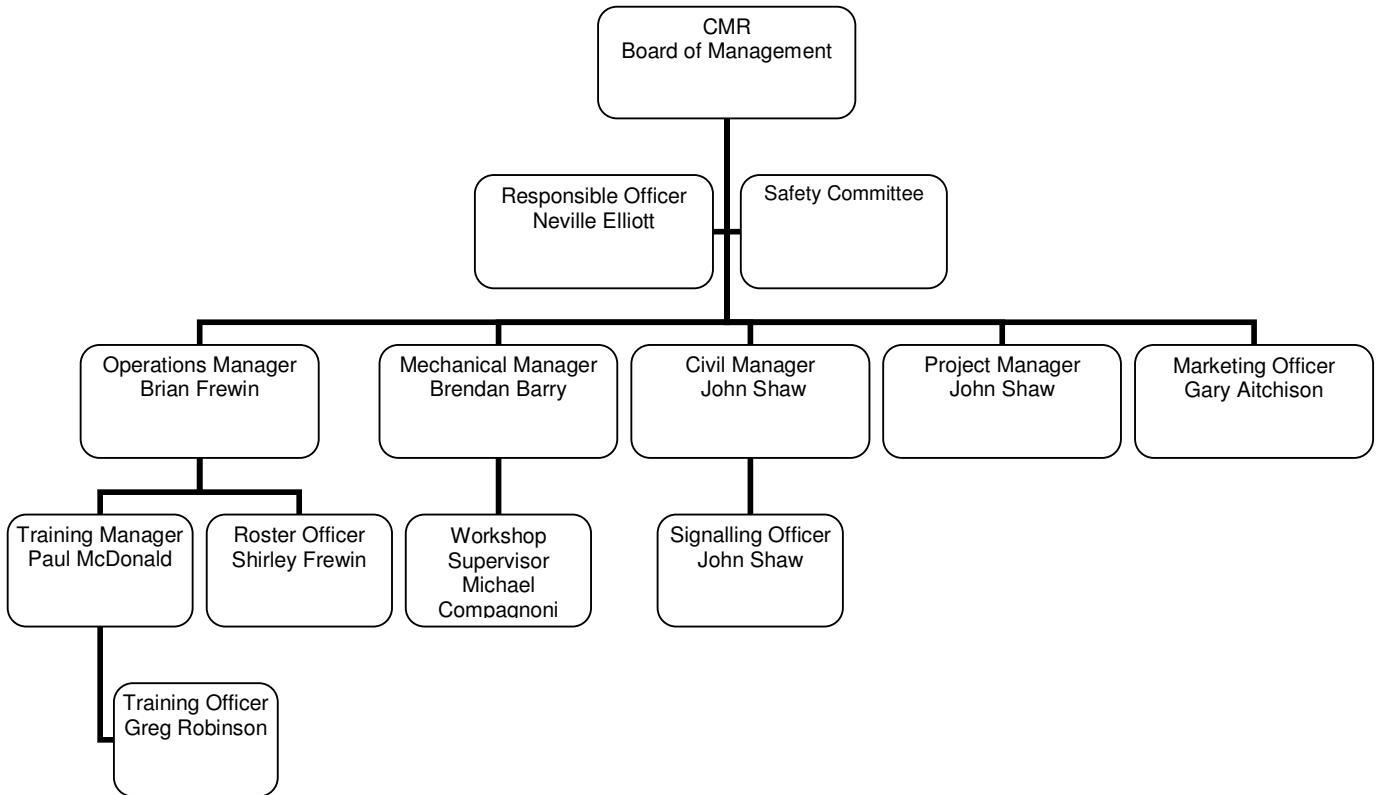 CMR
Board of Management
Responsible Officer
Neville Elliott
Safety Committee
Operations Manager
Brian Frewin
Mechanical Manager
Brendan Barry
Civil Manager
John Shaw
Project Manager
John Shaw
Marketing Officer
Gary Aitchison
Training Manager
Paul McDonald
Roster Officer
Shirley Frewin
Workshop
Supervisor
Michael
Compagnoni
Signalling Officer
John Shaw
Training Officer
Greg Robinson